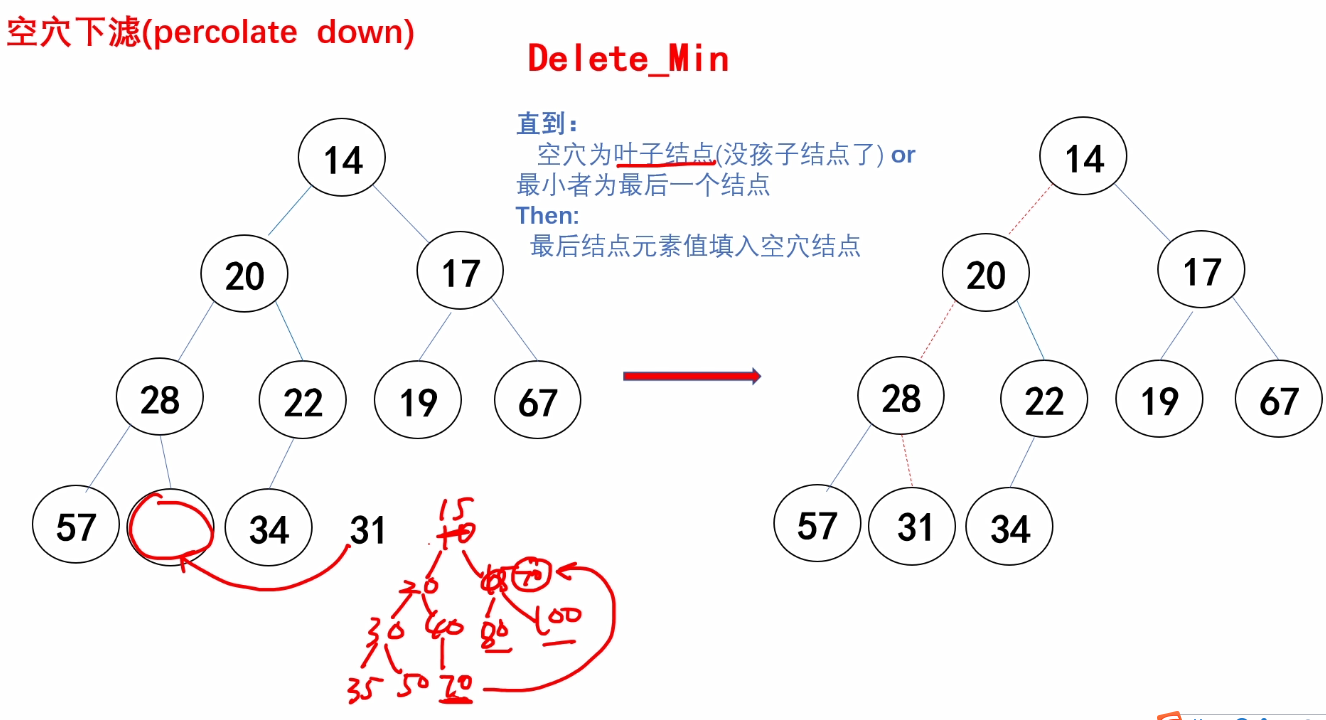 空穴下滤(percolate down)
Delete_Min
直到：
空穴为叶子结点(没孩子结点了) or
最小者为最后一个结点
Then:
最后结点元素值填入空穴结点
14
20 17
28 22 19 67
57 34 31
14
20 17
28 22 19 67
57 31 34
15
10
20 70
30 60 80 100
35 50 70